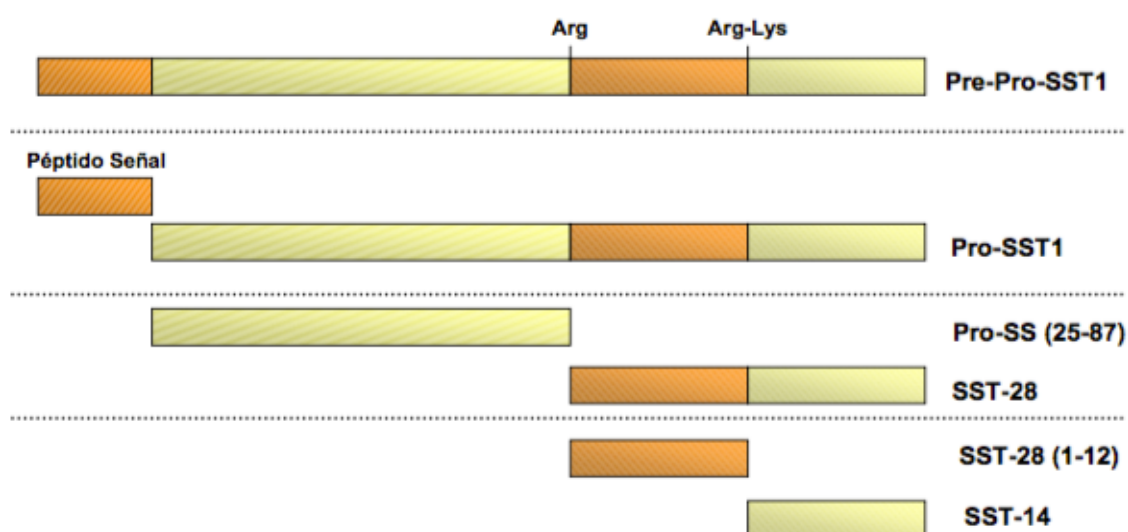 Arg
Arg-Lys
Pre-Pro-SST1
Péptido Señal
Pro-SST1
Pro-SS (25-87)
SST-28
SST-28 (1-12)
SST-14